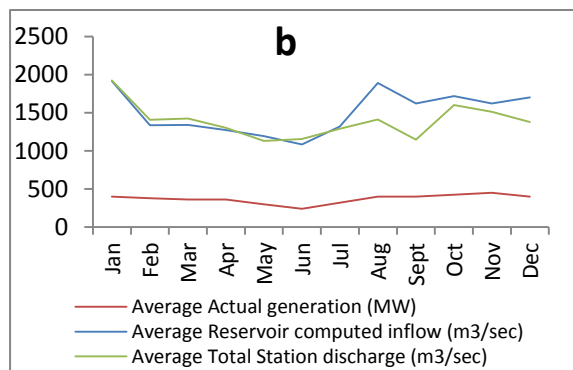 b
2500
2000
1500
1000
500
0
Jan Feb Mar Apr May Jun Jul Aug Sept Oct Nov Dec
Average Actual generation (MW)
Average Reservoir computed inflow (m3/sec)
Average Total Station discharge (m3/sec)